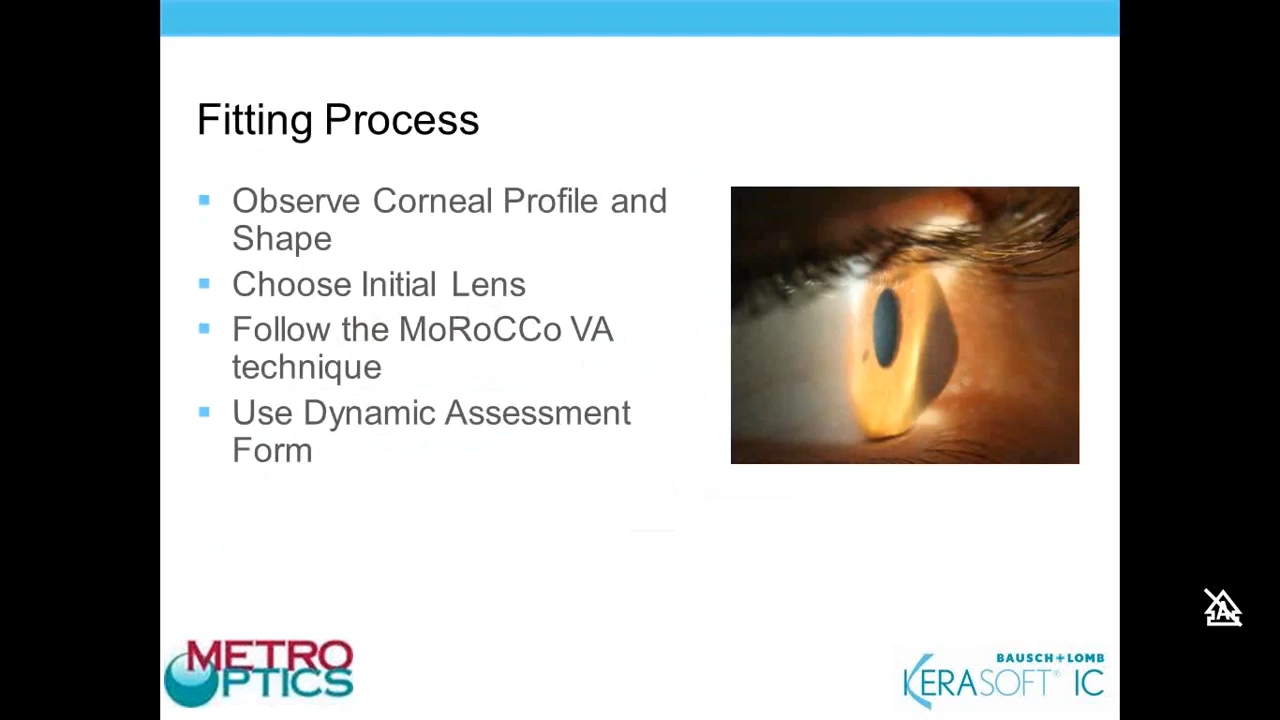 Fitting Process
Observe Corneal Profile and
Shape
Choose Initial Lens
Follow the MoRoCCo VA
technique
Use Dynamic Assessment
Form
METRO
OPTICS
BAUSCH+LOMB
KERASOFT® IC